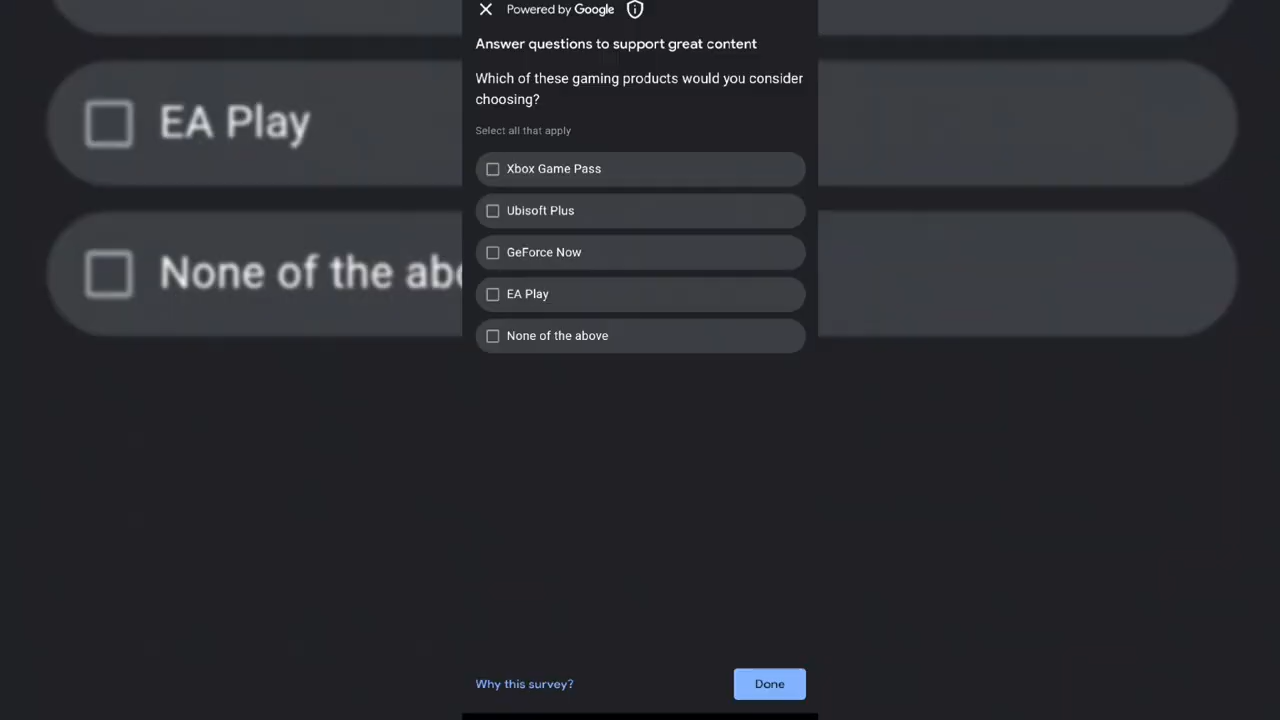 Powered by Google
Answer questions to support great content
Which of these gaming products would you consider
choosing?
Select all that apply
Xbox Game Pass
Ubisoft Plus
GeForce Now
EA Play
None of the above
Why this survey?
Done
EA Play
None of the abo